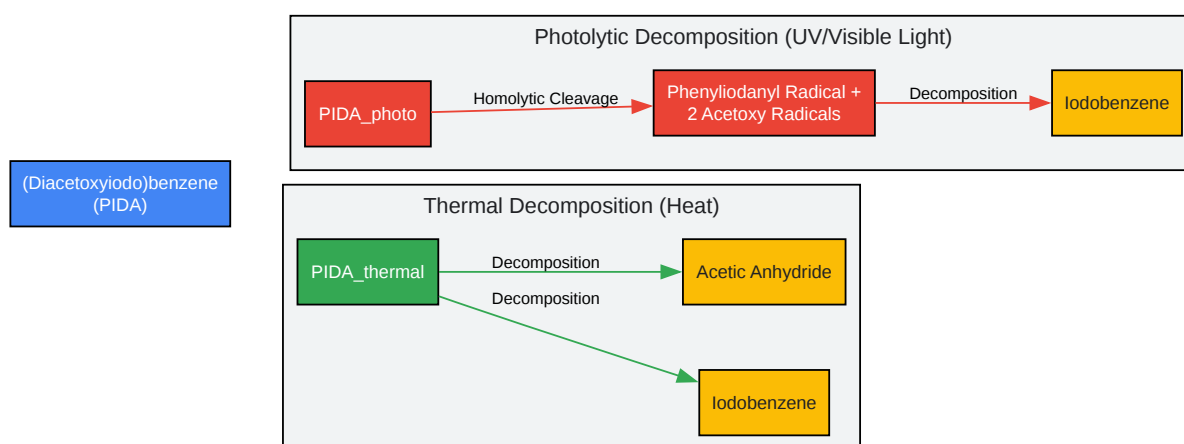 Photolytic Decomposition (UV/Visible Light)
PIDA_photo
Homolytic Cleavage
Phenyliodanyl Radical +
2 Acetoxy Radicals
Decomposition
Iodobenzene
(Diacetoxyiodo)benzene
(PIDA)
Thermal Decomposition (Heat)
PIDA_thermal
Decomposition
Acetic Anhydride
Decomposition
Iodobenzene